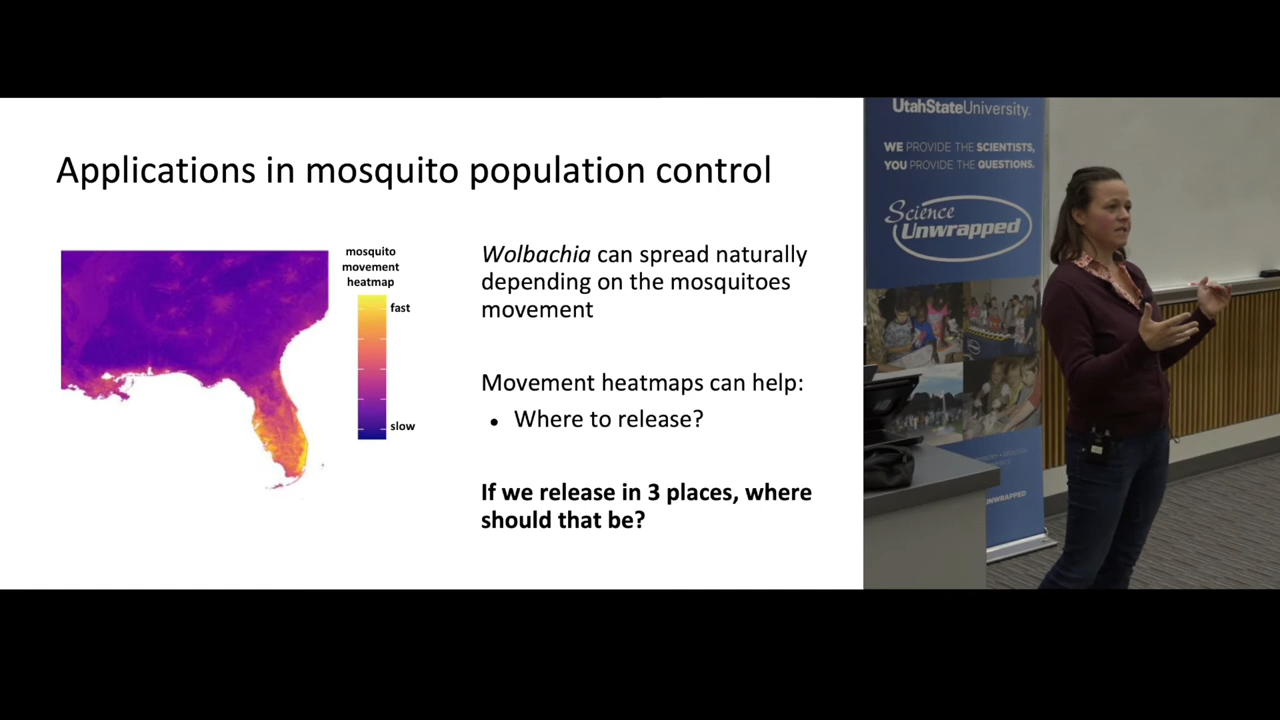 Applications in mosquito population control
mosquito
movement
heatmap
fast
slow
Wolbachia can spread naturally
depending on the mosquitoes
movement
Movement heatmaps can help:
• Where to release?
If we release in 3 places, where
should that be?
UtahStateUniversity.
WE PROVIDE THE SCIENTISTS,
YOU PROVIDE THE QUESTIONS.
Science
Unwrapped